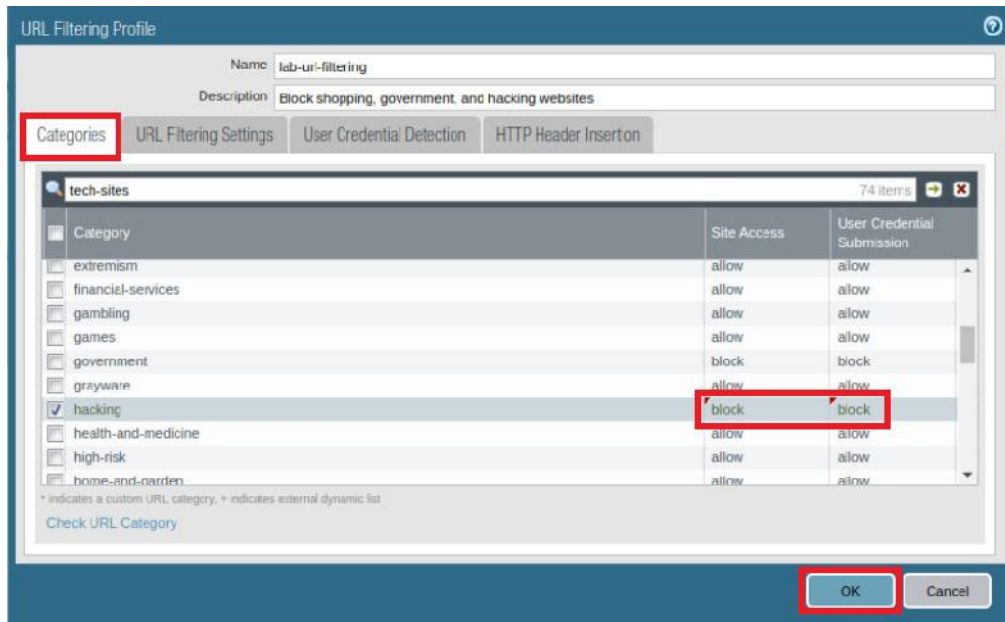 URL Filtering Profile
Name lab-url-filtering
Description Block shopping, government, and hacking websites
Categories URL Filtering Settings User Credential Detection HTTP Header Insertion
tech-sites 74 items
Category Site Access User Credential Submission
extremism allow allow
financial-services allow allow
gambling allow allow
games allow allow
government block block
grayware allow allow
hacking block block
health-and-medicine allow allow
high-risk allow allow
home-and-garden allow allow
* indicates a custom URL category, + indicates external dynamic list
Check URL Category
OK Cancel